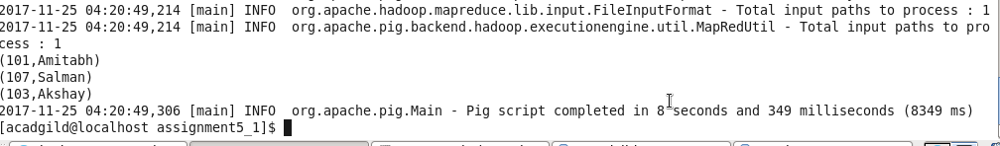 2017-11-25 04:20:49,214 [main] INFO  org.apache.hadoop.mapreduce.lib.input.FileInputFormat - Total input paths to process : 1
2017-11-25 04:20:49,214 [main] INFO  org.apache.pig.backend.hadoop.executionengine.util.MapRedUtil - Total input paths to pro
cess : 1
(101,Amitabh)
(107,Salman)
(103,Akshay)
2017-11-25 04:20:49,306 [main] INFO  org.apache.pig.Main - Pig script completed in 8 seconds and 349 milliseconds (8349 ms)
[acadgild@localhost assignment5_1]$